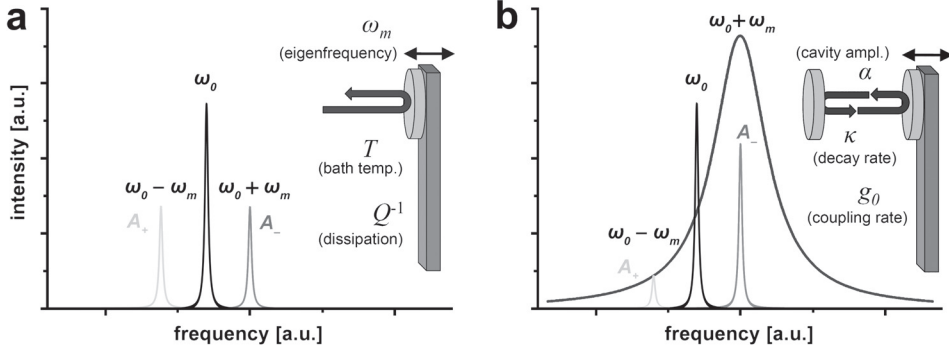 a
intensity [a.u.]
ω₀
ω₀ − ωₘ
A₊
ω₀ + ωₘ
A₋
ωₘ
(eigenfrequency)
T
(bath temp.)
Q⁻¹
(dissipation)
frequency [a.u.]
b
ω₀ + ωₘ
ω₀
A₋
ω₀ − ωₘ
A₊
(cavity ampl.)
α
κ
(decay rate)
g₀
(coupling rate)
frequency [a.u.]